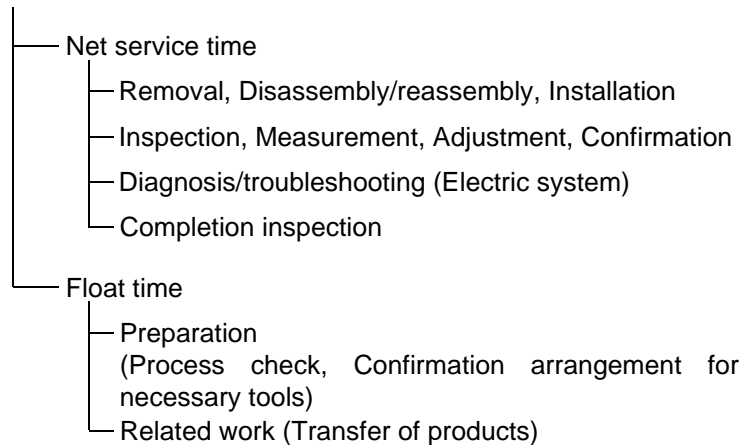 Net service time
Removal, Disassembly/reassembly, Installation
Inspection, Measurement, Adjustment, Confirmation
Diagnosis/troubleshooting (Electric system)
Completion inspection
Float time
Preparation
(Process check, Confirmation arrangement for
necessary tools)
Related work (Transfer of products)